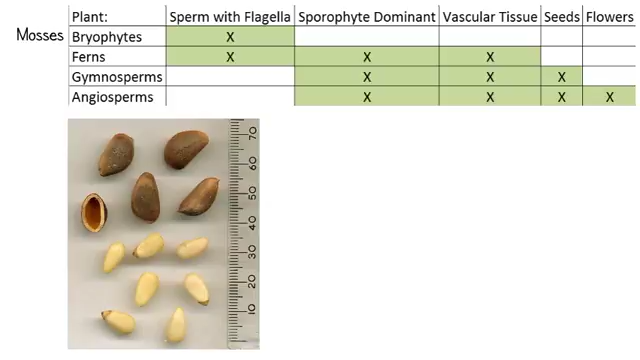 Plant: Sperm with Flagella Sporophyte Dominant Vascular Tissue Seeds Flowers
Mosses Bryophytes X
Ferns X X X
Gymnosperms X X X
Angiosperms X X X X
70
60
50
40
30
20
10